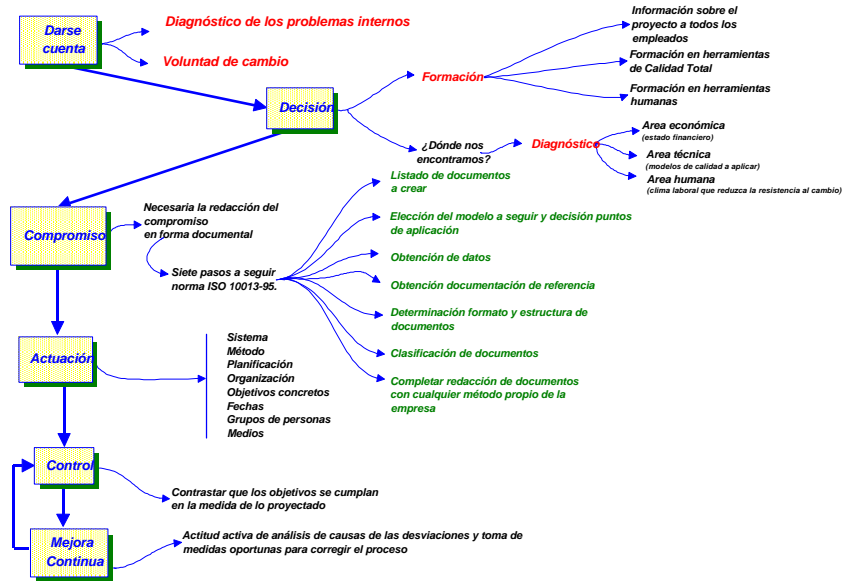 Darse
cuenta
Diagnóstico de los problemas internos
Voluntad de cambio
Decisión
Formación
Información sobre el
proyecto a todos los
empleados
Formación en herramientas
de Calidad Total
Formación en herramientas
humanas
¿Dónde nos
encontramos?
Diagnóstico
Area económica
(estado financiero)
Area técnica
(modelos de calidad a aplicar)
Area humana
(clima laboral que reduzca la resistencia al cambio)
Compromiso
Necesaria la redacción del
compromiso
en forma documental
Siete pasos a seguir
norma ISO 10013-95.
Listado de documentos
a crear
Elección del modelo a seguir y decisión puntos
de aplicación
Obtención de datos
Obtención documentación de referencia
Determinación formato y estructura de
documentos
Clasificación de documentos
Completar redacción de documentos
con cualquier método propio de la
empresa
Actuación
Sistema
Método
Planificación
Organización
Objetivos concretos
Fechas
Grupos de personas
Medios
Control
Contrastar que los objetivos se cumplan
en la medida de lo proyectado
Mejora
Continua
Actitud activa de análisis de causas de las desviaciones y toma de
medidas oportunas para corregir el proceso